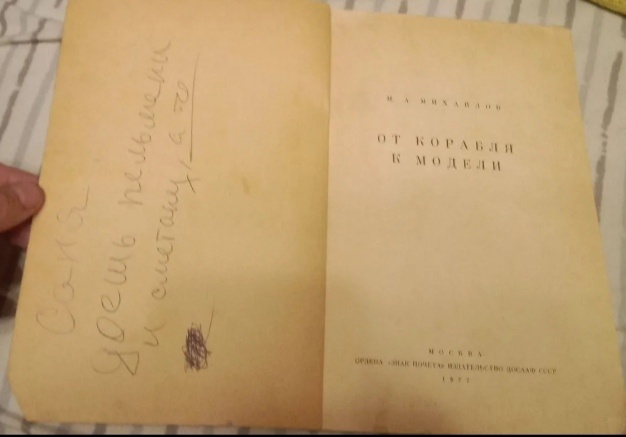 Саня
доешь пельмени
и сметану, а то
М. А. МИХАЙЛОВ
ОТ КОРАБЛЯ
К МОДЕЛИ
МОСКВА
ОРДЕНА «ЗНАК ПОЧЕТА» ИЗДАТЕЛЬСТВО ДОСААФ СССР